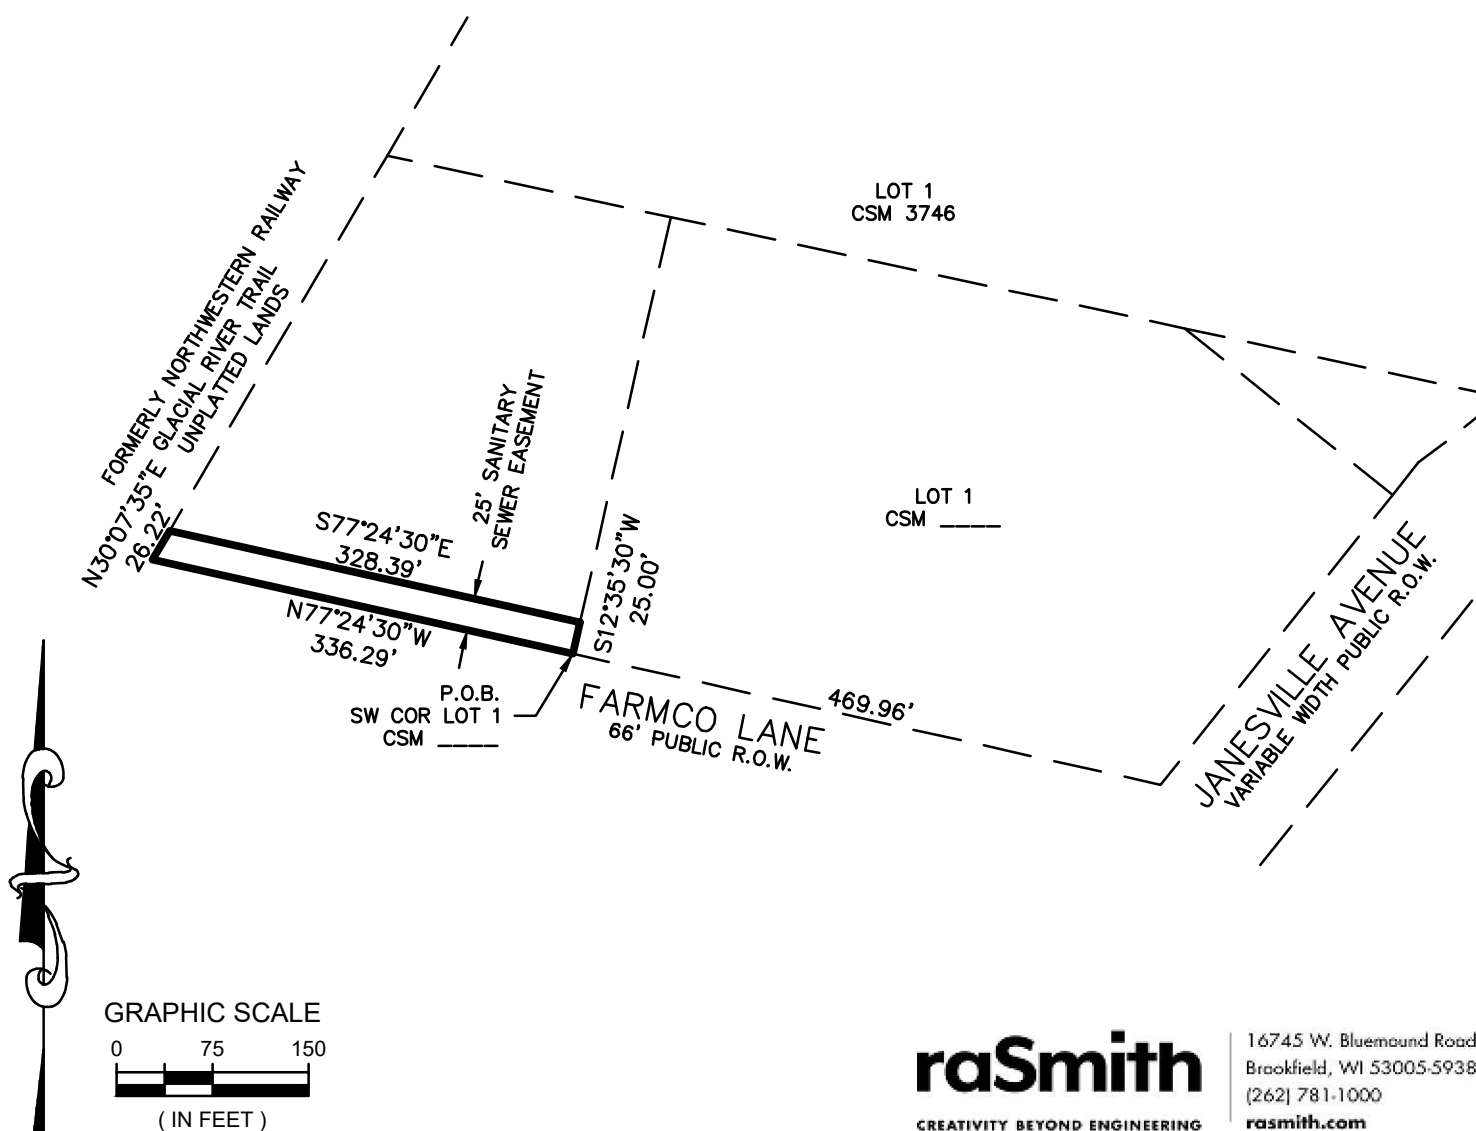 LOT 1
CSM 3746
FORMERLY NORTHWESTERN RAILWAY
GLACIAL RIVER TRAIL
UNPLATTED LANDS
N30°07'35"E
26.22'
S77°24'30"E
328.39'
25' SANITARY
SEWER EASEMENT
S12°35'30"W
25.00'
LOT 1
CSM ____
N77°24'30"W
336.29'
P.O.B.
SW COR LOT 1
CSM ____
FARMCO LANE
66' PUBLIC R.O.W.
469.96'
JANESVILLE AVENUE
VARIABLE WIDTH PUBLIC R.O.W.
GRAPHIC SCALE
0 75 150
( IN FEET )
raSmith
CREATIVITY BEYOND ENGINEERING
16745 W. Bluemound Road
Brookfield, WI 53005-5938
(262) 781-1000
rasmith.com